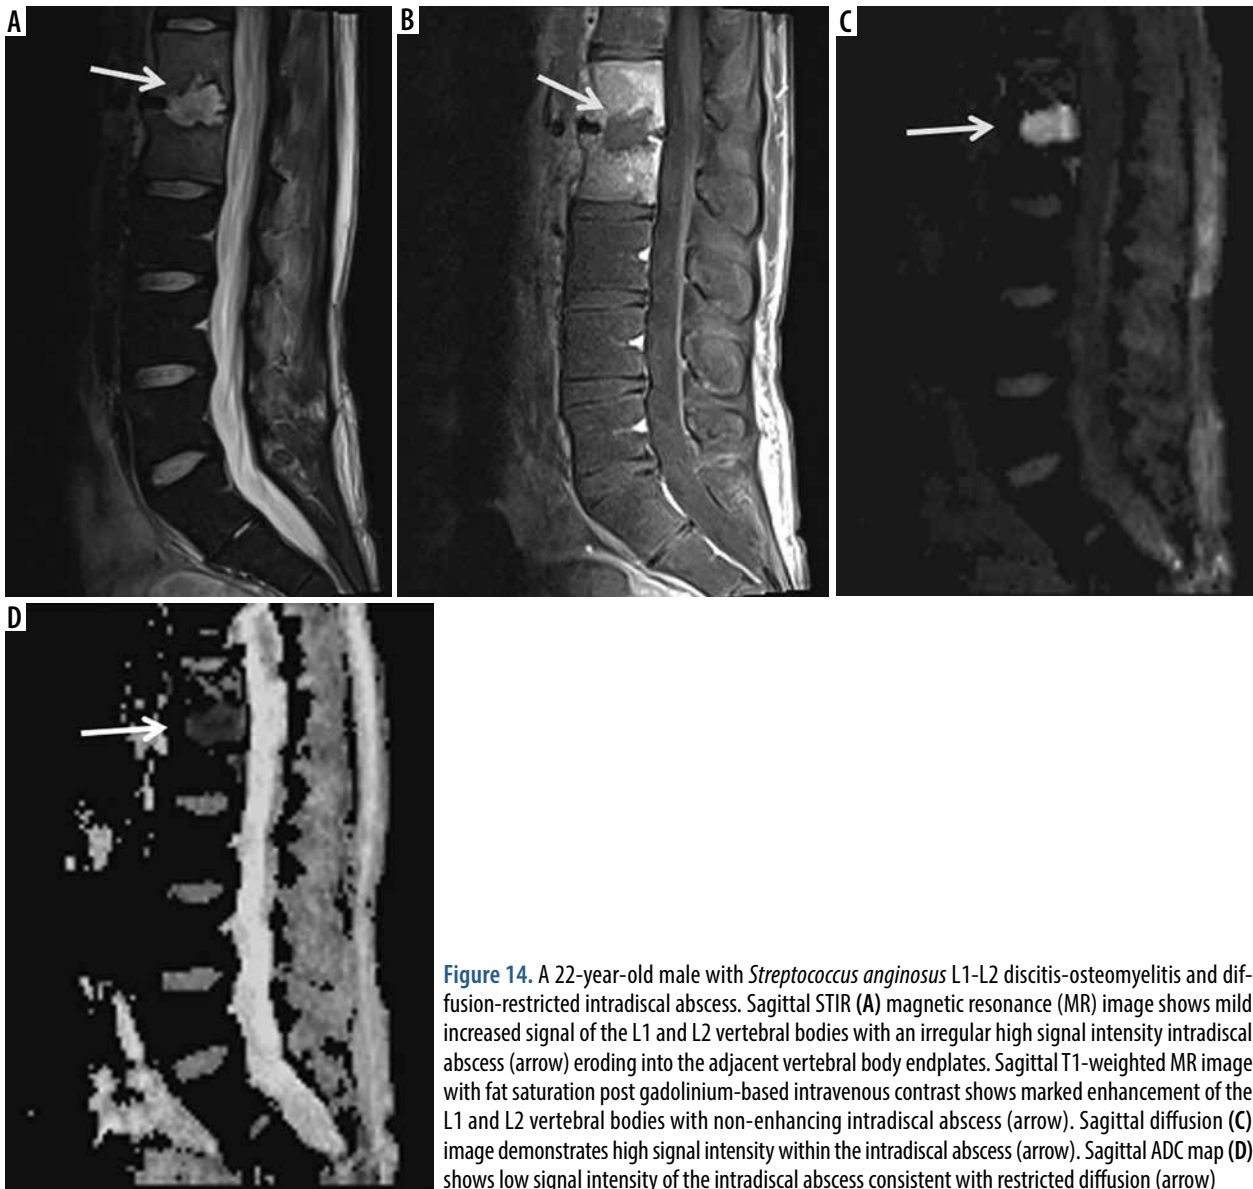 A
B
C
D
Figure 14. A 22-year-old male with Streptococcus anginosus L1-L2 discitis-osteomyelitis and dif-
fusion-restricted intradiscal abscess. Sagittal STIR (A) magnetic resonance (MR) image shows mild
increased signal of the L1 and L2 vertebral bodies with an irregular high signal intensity intradiscal
abscess (arrow) eroding into the adjacent vertebral body endplates. Sagittal T1-weighted MR image
with fat saturation post gadolinium-based intravenous contrast shows marked enhancement of the
L1 and L2 vertebral bodies with non-enhancing intradiscal abscess (arrow). Sagittal diffusion (C)
image demonstrates high signal intensity within the intradiscal abscess (arrow). Sagittal ADC map (D)
shows low signal intensity of the intradiscal abscess consistent with restricted diffusion (arrow)